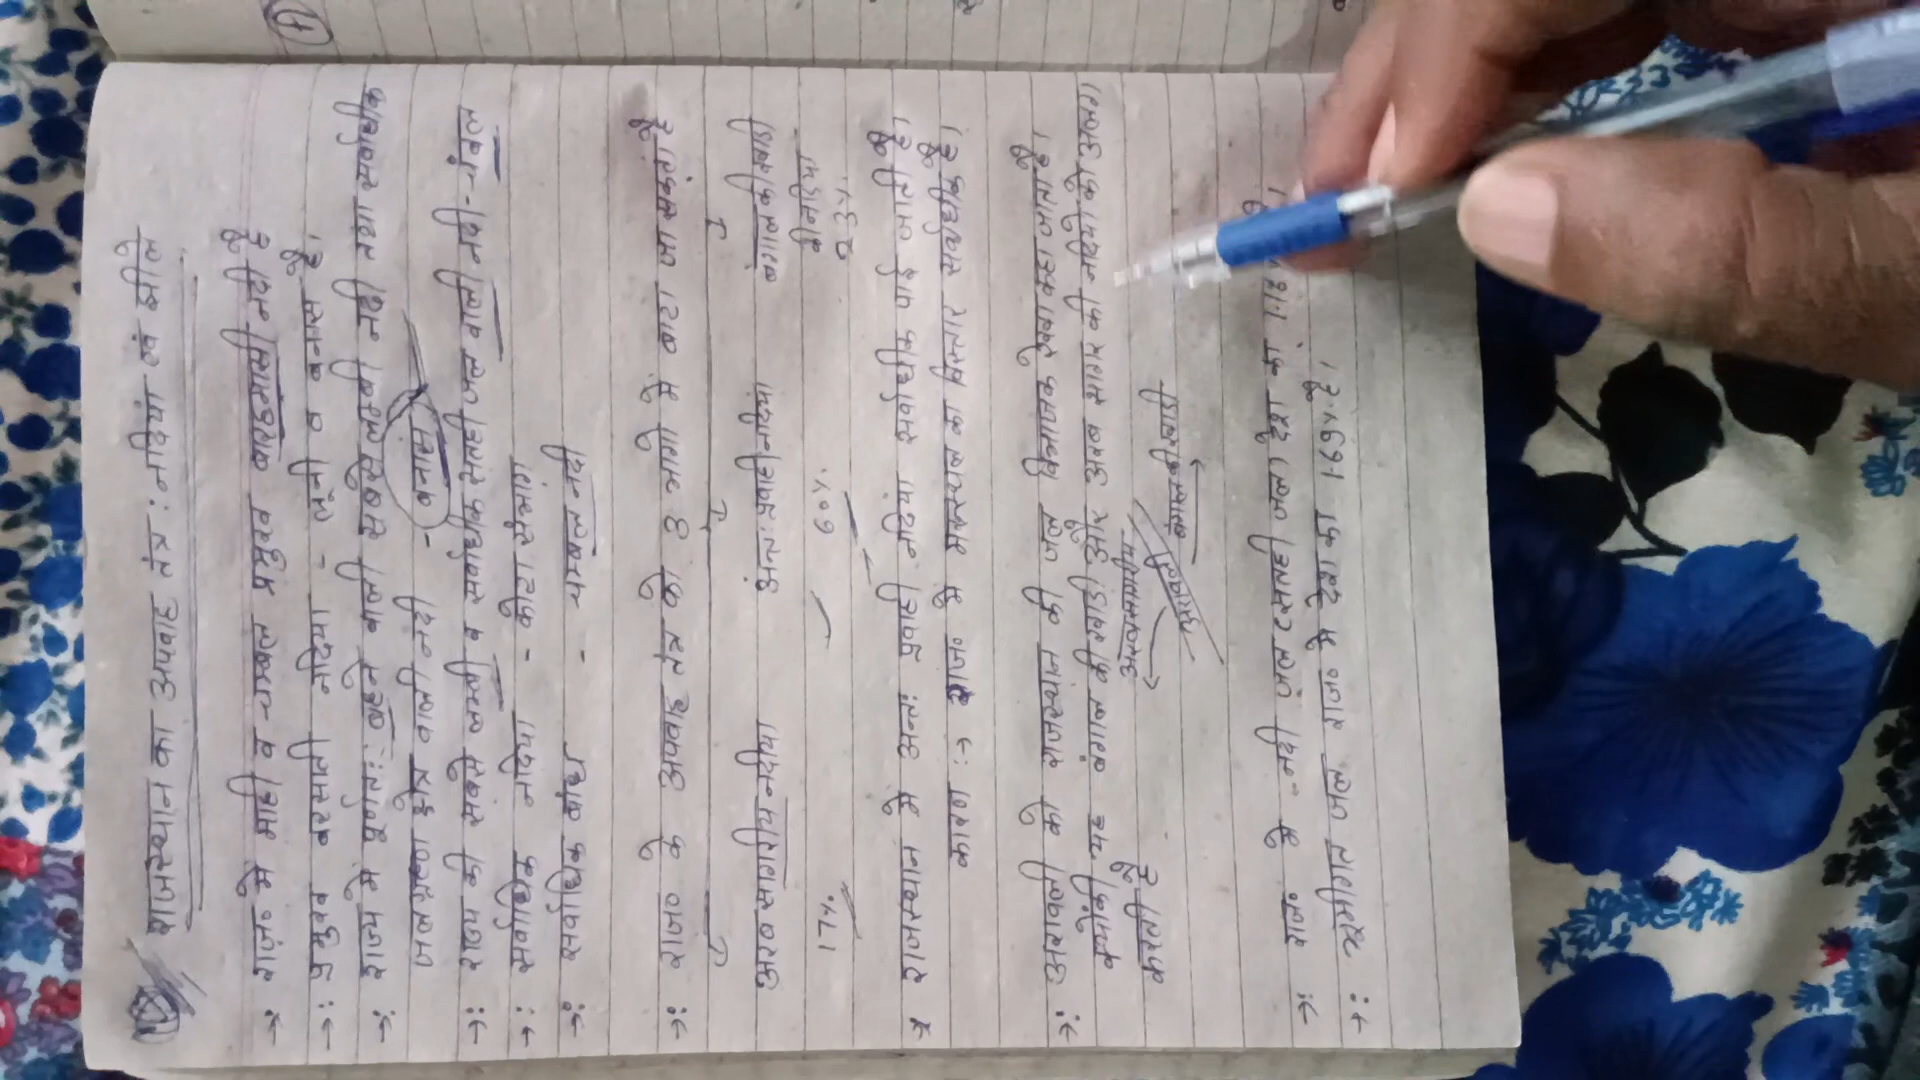 राजस्थान का अपवाह तंत्र : नदियां एवं झीले
→ राज० मे माही व चम्बल प्रमुख बारहमासी नदी है
→: प्रमुख बरसाती नदिया - लूनी व बनास है।
→: राज्य मे पूर्णतः बहने वाली सबसे लम्बी नदी तथा सर्वाधिक
जलग्रहण क्षेत्र वाली नदी - बनास
→: राज्य की सबसे लम्बी व सर्वाधिक सतही जल वाली नदी - चंबल
→: सर्वाधिक नदिया - कोटा संभाग
→: सर्वाधिक बांध - चम्बल नदी
→: राज० के अपवाह तंत्र को 3 भागो मे बाटा जा सकता है
अरब सागरीय नदीया अन्तः प्रवाही नदिया बंगाल की खाडी
की नदिया
17% 60% 23%
* राजस्थान मे अन्तः प्रवाही नदियां सर्वाधिक पाई जाती है।
कारण :→ राज० मे मरुस्थल का विस्तार सर्वाधिक है।
→: अरावली को राजस्थान की जल विभाजक रेखा कहा जाता है।
क्योंकी यह बंगाल की खाडी और अरब सागर की नदियो को अलग
करती है
अरबसागरीय बंगाल की खाडी
→: राज० मे नदी जल (सतही जल) देश का 1.16
→: भूमीगत जल राज० मे देश का 1.69% है।